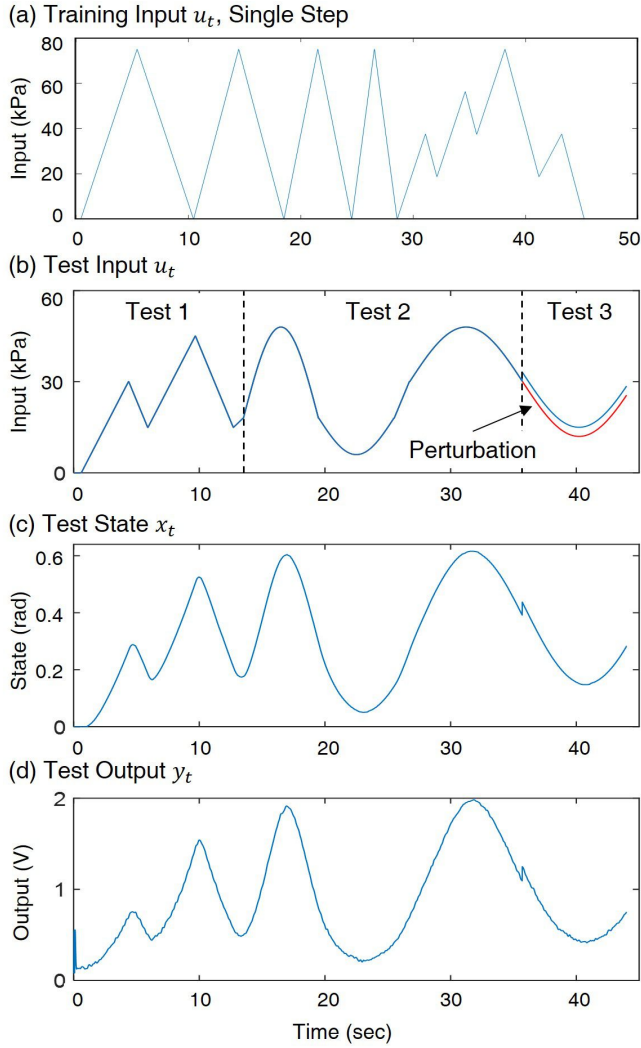 (a) Training Input u_t, Single Step
80
60
40
20
0
Input (kPa)
0 10 20 30 40 50
(b) Test Input u_t
60
30
0
Input (kPa)
Test 1 Test 2 Test 3
Perturbation
0 10 20 30 40
(c) Test State x_t
0.6
0.4
0.2
0
State (rad)
0 10 20 30 40
(d) Test Output y_t
2
1
0
Output (V)
0 10 20 30 40
Time (sec)